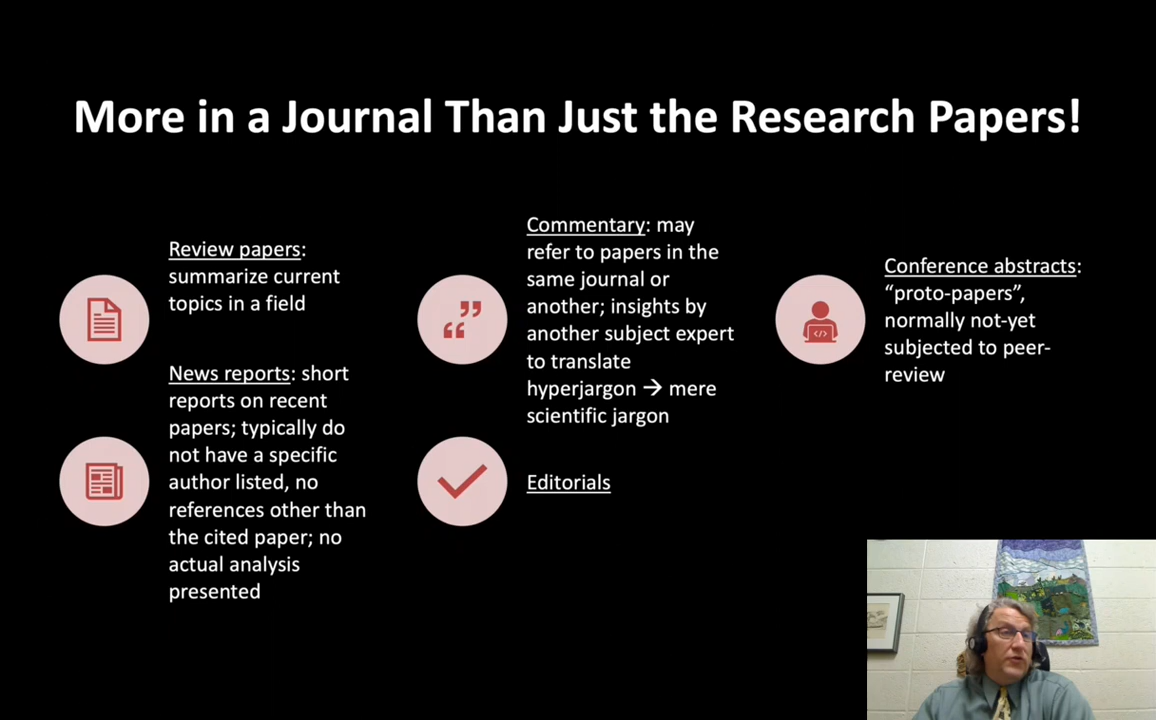 More in a Journal Than Just the Research Papers!
Review papers:
summarize current
topics in a field
Commentary: may
refer to papers in the
same journal or
another; insights by
another subject expert
to translate
hyperjargon → mere
scientific jargon
Conference abstracts:
“proto-papers”,
normally not-yet
subjected to peer-
review
News reports: short
reports on recent
papers; typically do
not have a specific
author listed, no
references other than
the cited paper; no
actual analysis
presented
Editorials